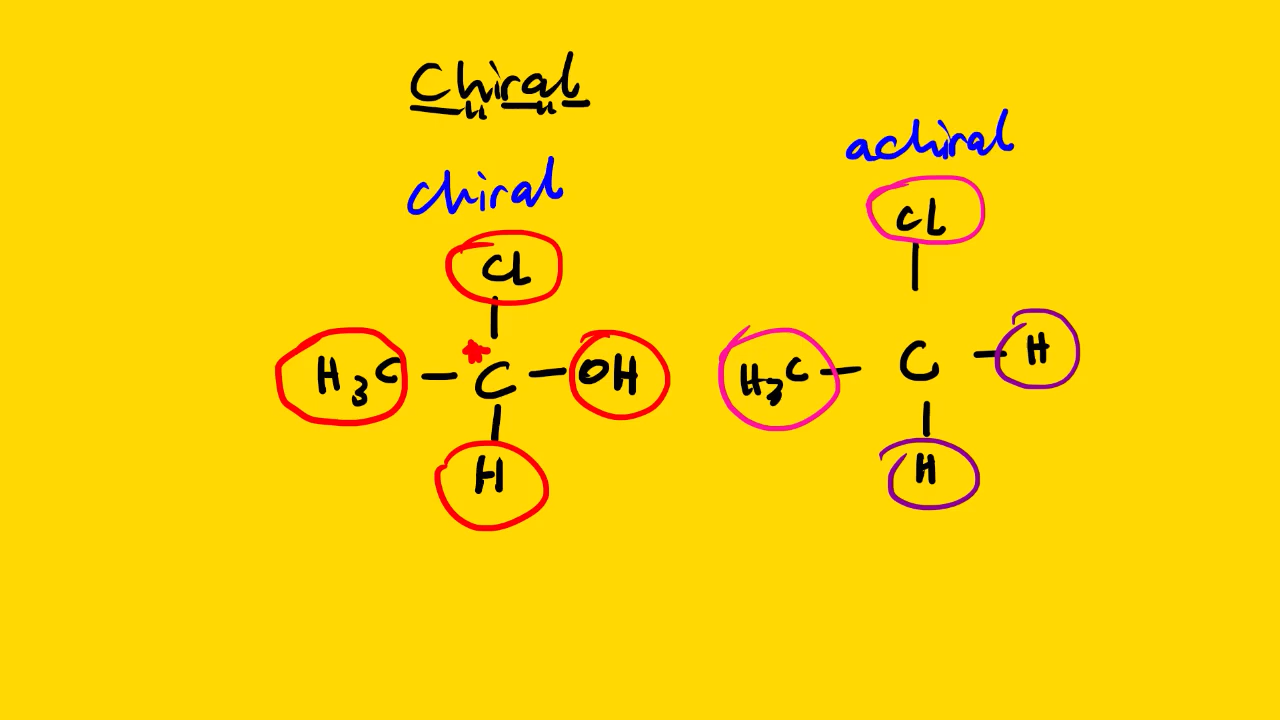 Chiral
chiral
Cl
H3C - C - OH
H
achiral
Cl
H3C - C - H
H